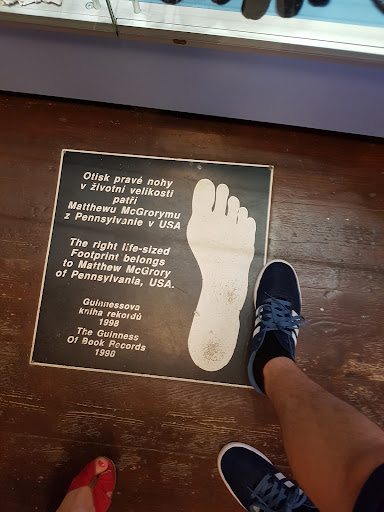 Otisk pravé nohy
v životní velikosti
patří
Matthewu McGrorymu
z Pennsylvanie v USA
The right life-sized
Footprint belongs
to Matthew McGrory
of Pennsylvania, USA.
Guinnessova
kniha rekordů
1998
The Guinness
Of Book Records
1998